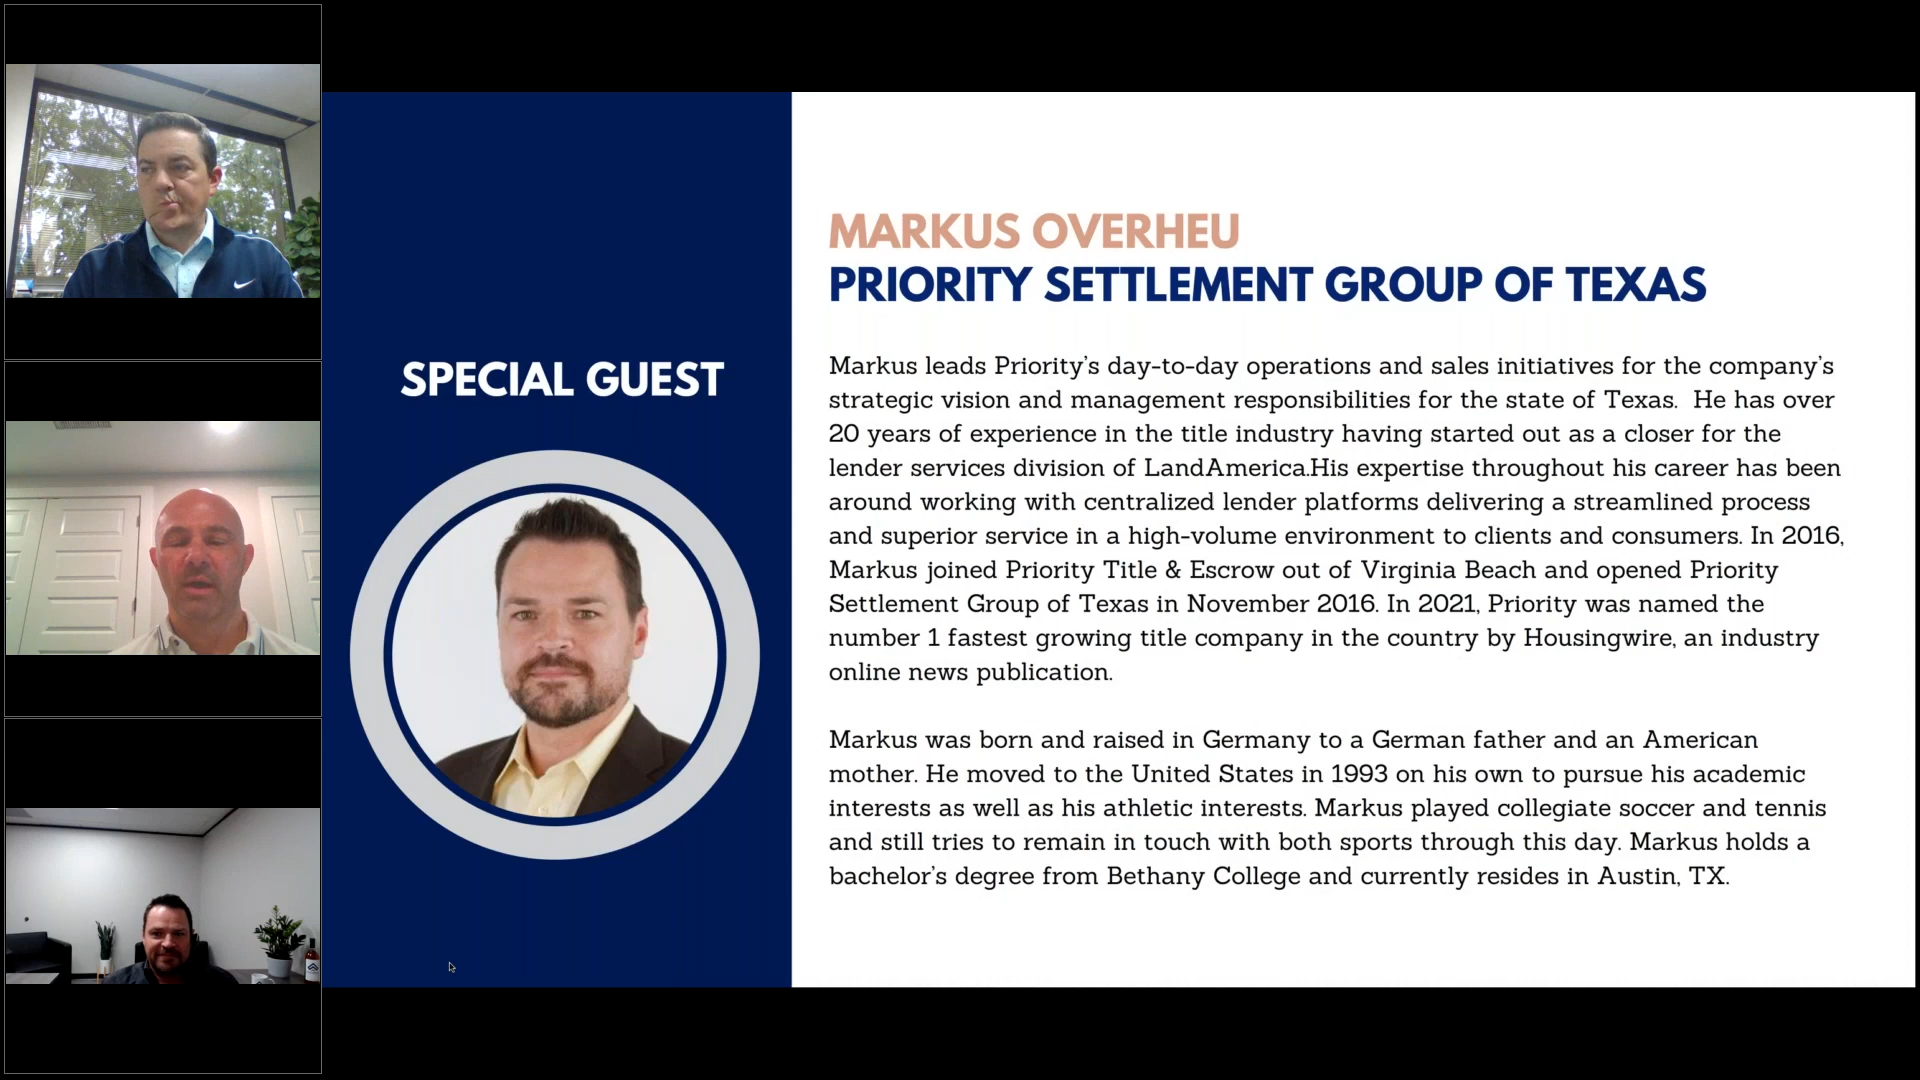 SPECIAL GUEST
MARKUS OVERHEU
PRIORITY SETTLEMENT GROUP OF TEXAS
Markus leads Priority’s day-to-day operations and sales initiatives for the company’s
strategic vision and management responsibilities for the state of Texas.  He has over
20 years of experience in the title industry having started out as a closer for the
lender services division of LandAmerica.His expertise throughout his career has been
around working with centralized lender platforms delivering a streamlined process
and superior service in a high-volume environment to clients and consumers. In 2016,
Markus joined Priority Title & Escrow out of Virginia Beach and opened Priority
Settlement Group of Texas in November 2016. In 2021, Priority was named the
number 1 fastest growing title company in the country by Housingwire, an industry
online news publication.
Markus was born and raised in Germany to a German father and an American
mother. He moved to the United States in 1993 on his own to pursue his academic
interests as well as his athletic interests. Markus played collegiate soccer and tennis
and still tries to remain in touch with both sports through this day. Markus holds a
bachelor’s degree from Bethany College and currently resides in Austin, TX.